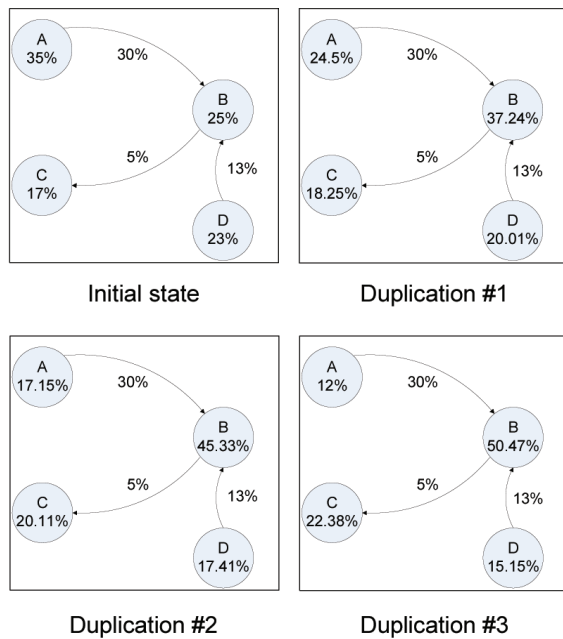 A
35%
30%
B
25%
5%
C
17%
13%
D
23%
Initial state
A
24.5%
30%
B
37.24%
5%
C
18.25%
13%
D
20.01%
Duplication #1
A
17.15%
30%
B
45.33%
5%
C
20.11%
13%
D
17.41%
Duplication #2
A
12%
30%
B
50.47%
5%
C
22.38%
13%
D
15.15%
Duplication #3